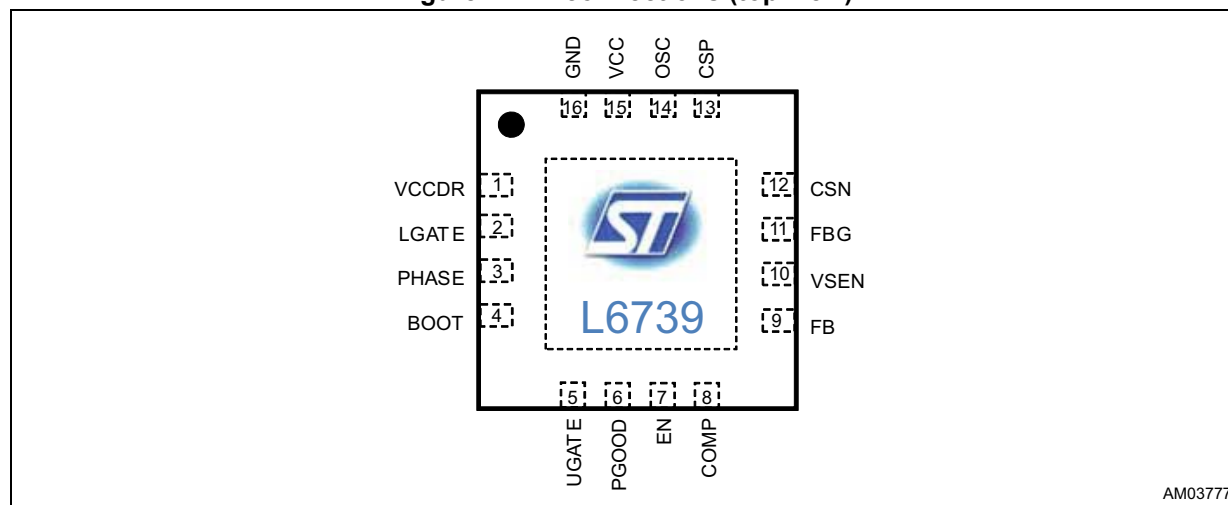 GND VCC OSC CSP
16 15 14 13
VCCDR 1 12 CSN
LGATE 2 11 FBG
PHASE 3 10 VSEN
BOOT 4 9 FB
ST
L6739
5 6 7 8
UGATE PGOOD EN COMP
AM03777